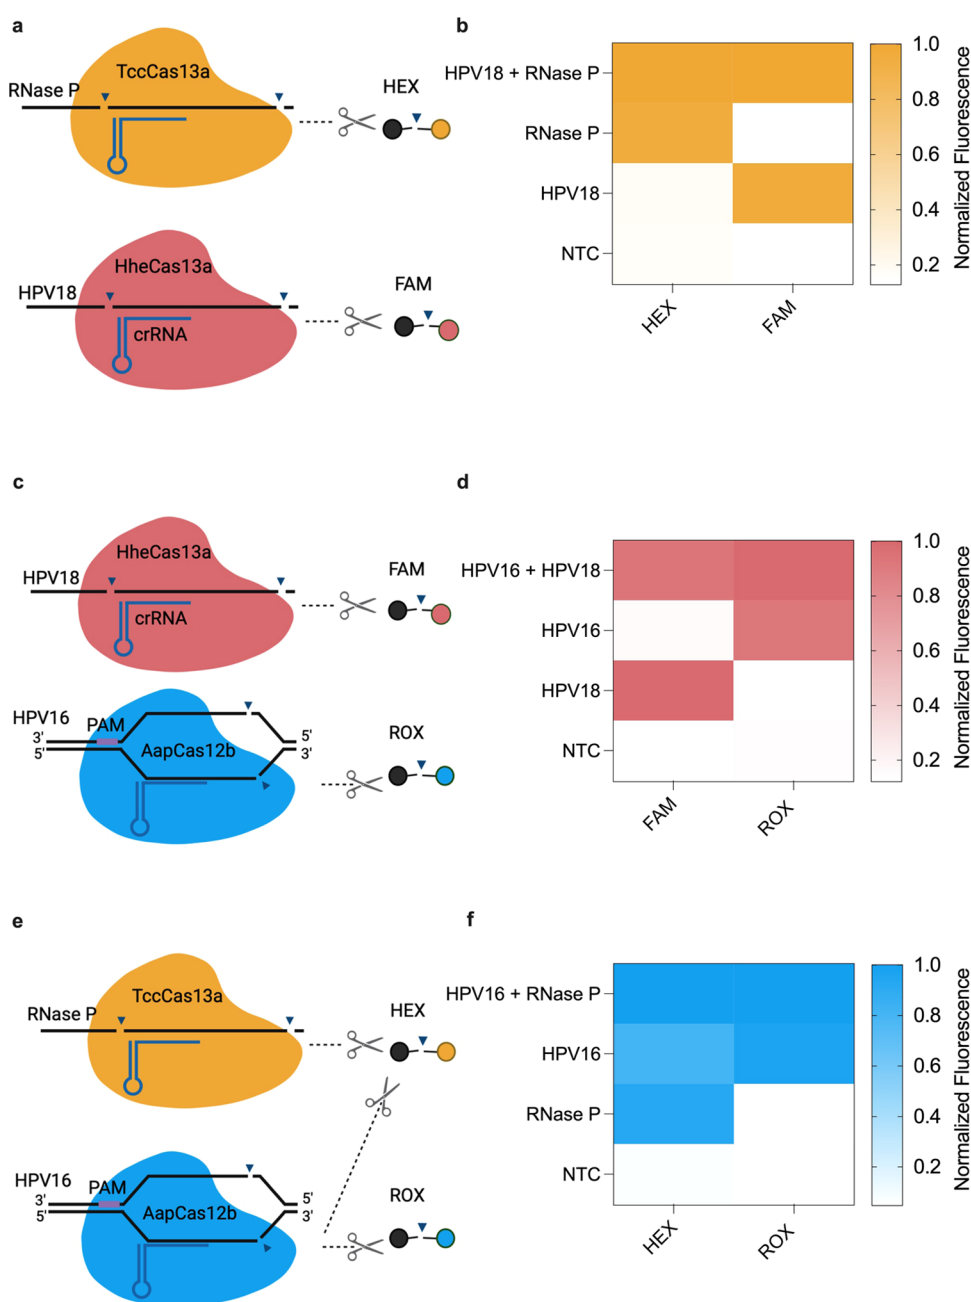 a
TccCas13a
RNase P
HEX
HheCas13a
HPV18
FAM
crRNA
b
HPV18 + RNase P
RNase P
HPV18
NTC
HEX
FAM
1.0
0.8
0.6
0.4
0.2
Normalized Fluorescence
c
HheCas13a
HPV18
FAM
crRNA
HPV16
PAM
3'
5'
AapCas12b
5'
3'
ROX
d
HPV16 + HPV18
HPV16
HPV18
NTC
FAM
ROX
1.0
0.8
0.6
0.4
0.2
Normalized Fluorescence
e
TccCas13a
RNase P
HEX
HPV16
PAM
3'
5'
AapCas12b
5'
3'
ROX
f
HPV16 + RNase P
HPV16
RNase P
NTC
HEX
ROX
1.0
0.8
0.6
0.4
0.2
Normalized Fluorescence